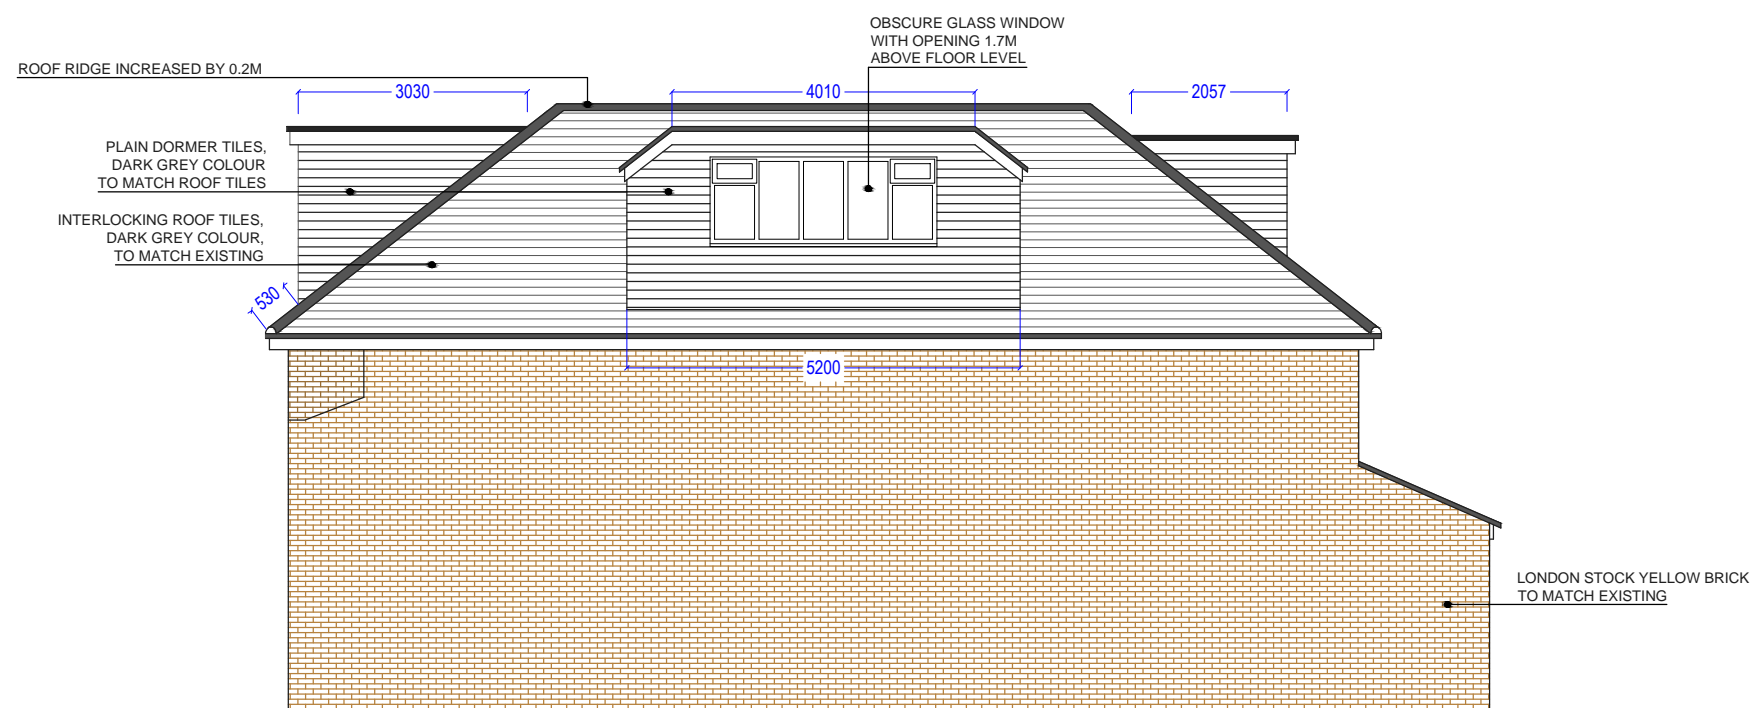 OBSCURE GLASS WINDOW
WITH OPENING 1.7M
ABOVE FLOOR LEVEL
ROOF RIDGE INCREASED BY 0.2M
3030
4010
2057
PLAIN DORMER TILES,
DARK GREY COLOUR
TO MATCH ROOF TILES
INTERLOCKING ROOF TILES,
DARK GREY COLOUR,
TO MATCH EXISTING
530
5200
LONDON STOCK YELLOW BRICK
TO MATCH EXISTING